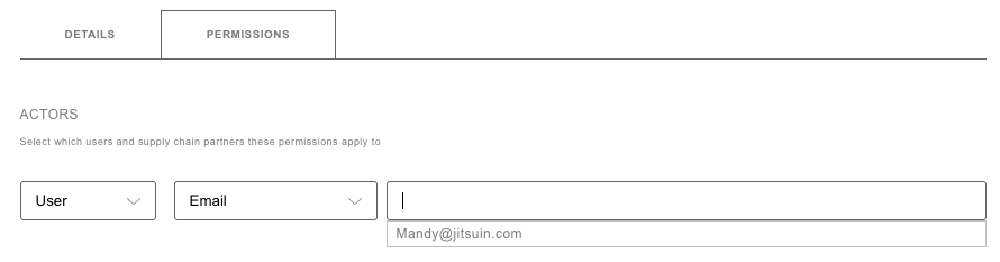 DETAILS PERMISSIONS
ACTORS
Select which users and supply chain partners these permissions apply to
User Email
Mandy@jitsuin.com